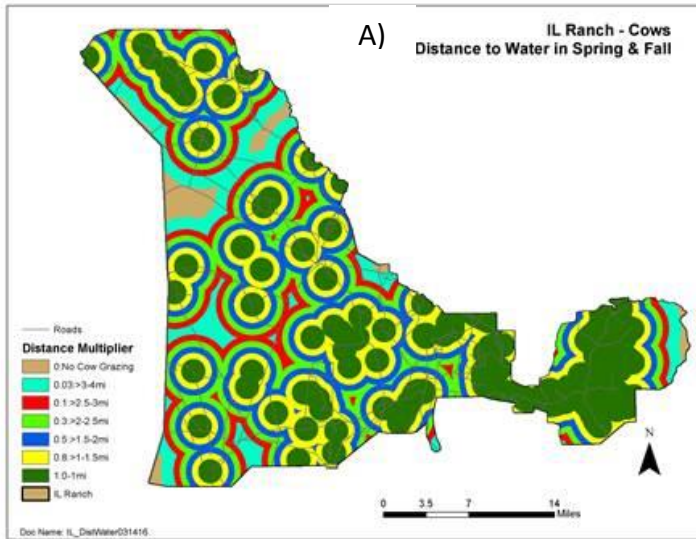 A)
IL Ranch - Cows
Distance to Water in Spring & Fall
Roads
Distance Multiplier
0:No Cow Grazing
0.03:>3-4mi
0.1:>2.5-3mi
0.3:>2-2.5mi
0.5:>1.5-2mi
0.8:>1-1.5mi
1:0-1mi
IL Ranch
N
0 3.5 7 14
Miles
Doc Name: IL_DistWater031416.